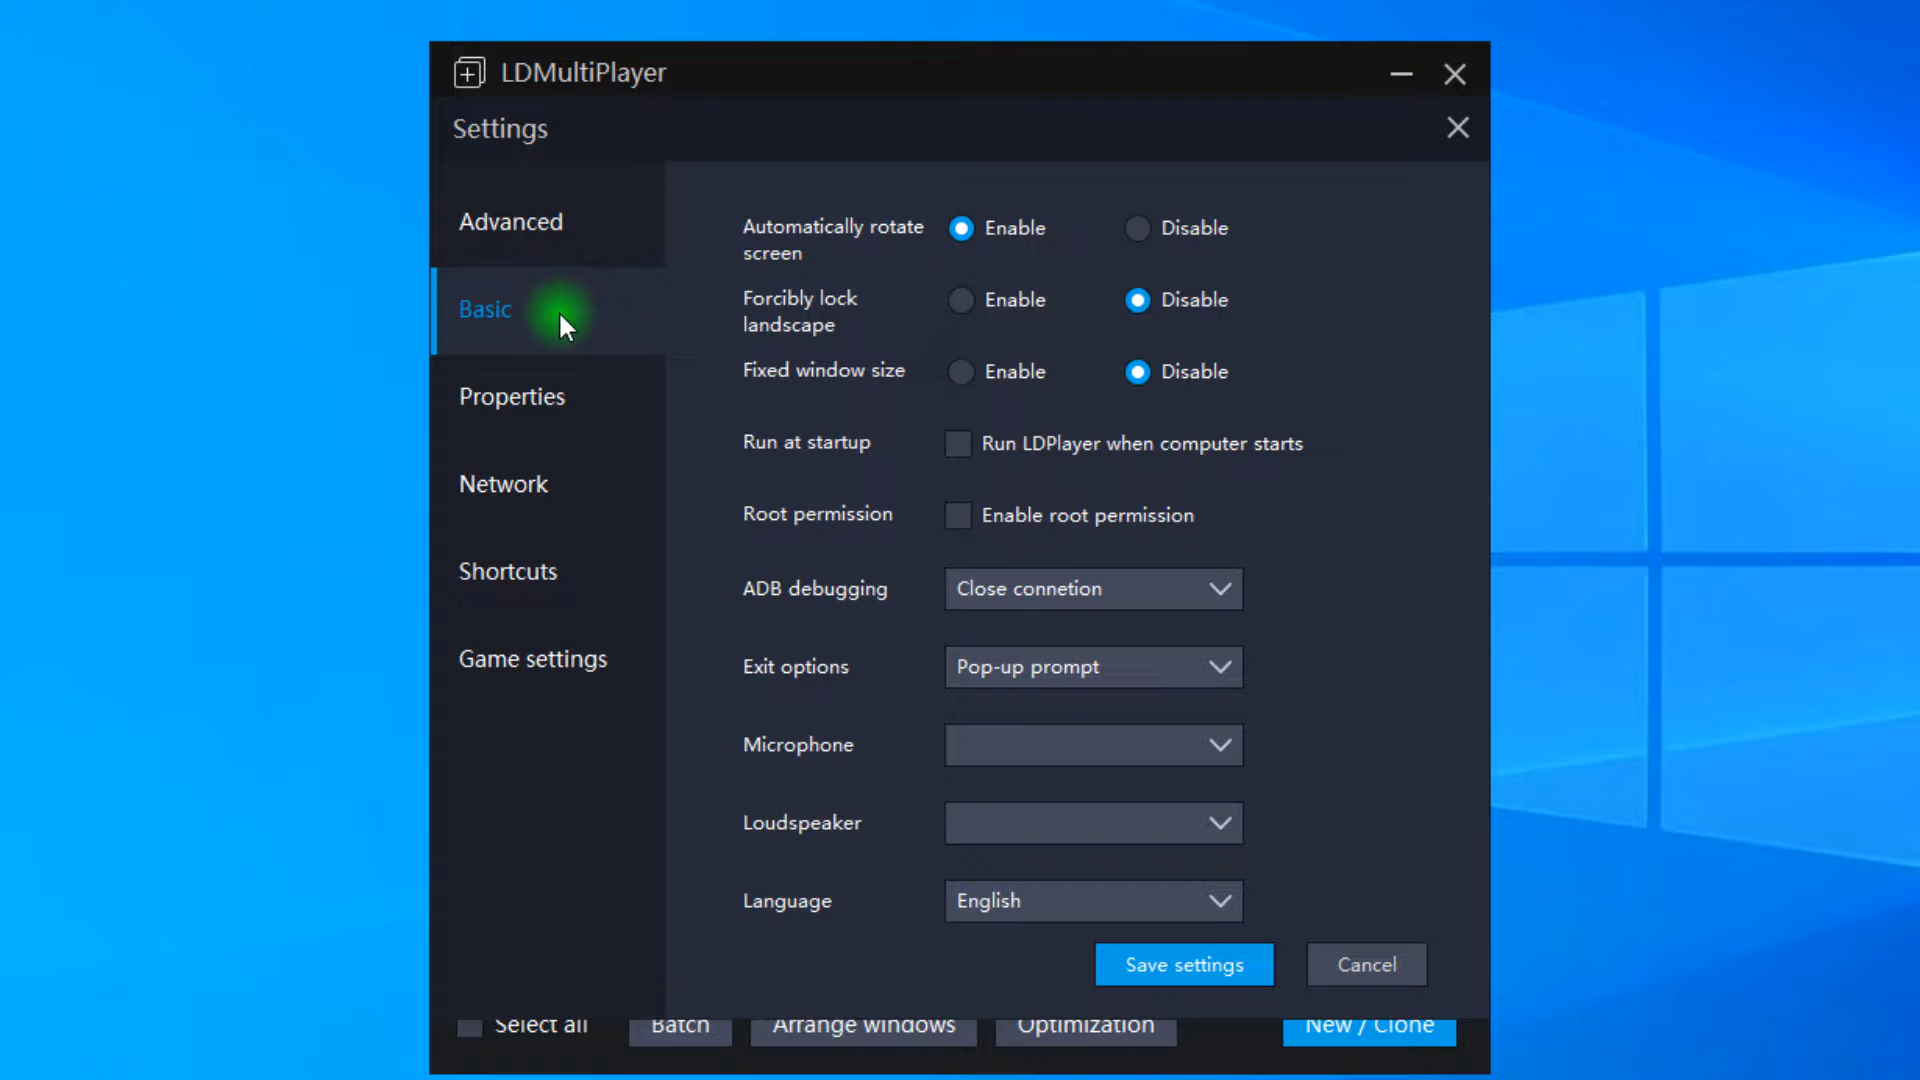 LDMultiPlayer
Settings
Advanced
Basic
Properties
Network
Shortcuts
Game settings
Automatically rotate
screen
Enable Disable
Forcibly lock
landscape
Enable Disable
Fixed window size Enable Disable
Run at startup Run LDPlayer when computer starts
Root permission Enable root permission
ADB debugging Close connetion
Exit options Pop-up prompt
Microphone
Loudspeaker
Language English
Save settings Cancel
Select all Batch Arrange windows Optimization New / Clone